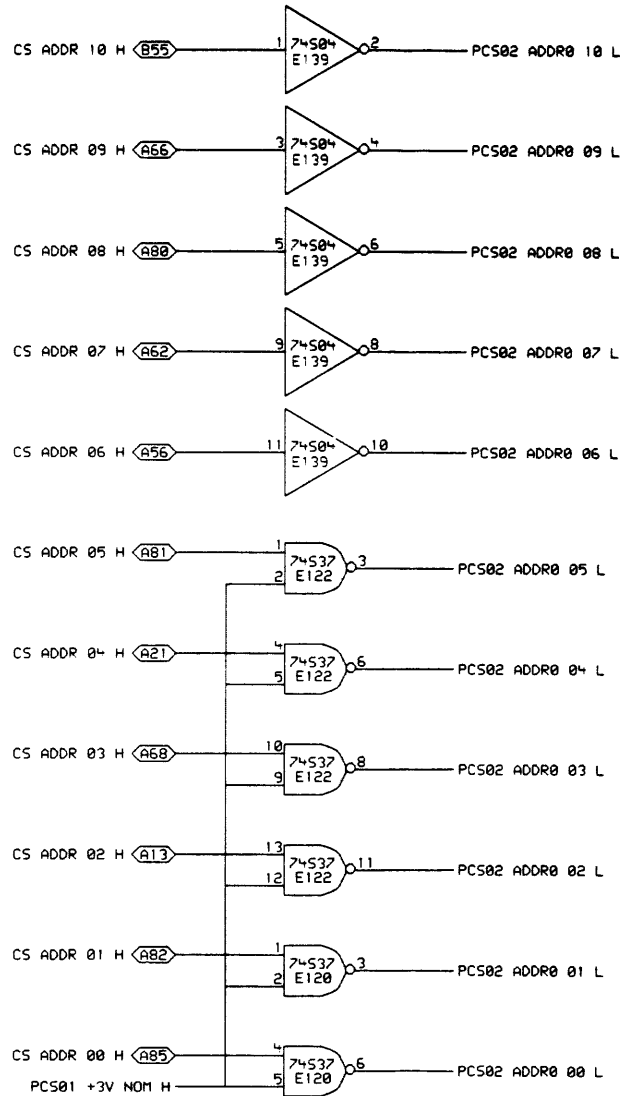 CS ADDR 10 H B55 1 74S04 E139 2 PCS02 ADDR0 10 L
CS ADDR 09 H A66 3 74S04 E139 4 PCS02 ADDR0 09 L
CS ADDR 08 H A80 5 74S04 E139 6 PCS02 ADDR0 08 L
CS ADDR 07 H A62 9 74S04 E139 8 PCS02 ADDR0 07 L
CS ADDR 06 H A56 11 74S04 E139 10 PCS02 ADDR0 06 L
CS ADDR 05 H A81 1 2 74S37 E122 3 PCS02 ADDR0 05 L
CS ADDR 04 H A21 4 5 74S37 E122 6 PCS02 ADDR0 04 L
CS ADDR 03 H A68 10 9 74S37 E122 8 PCS02 ADDR0 03 L
CS ADDR 02 H A13 13 12 74S37 E122 11 PCS02 ADDR0 02 L
CS ADDR 01 H A82 1 2 74S37 E120 3 PCS02 ADDR0 01 L
CS ADDR 00 H A85 4 74S37 E120 6 PCS02 ADDR0 00 L
PCS01 +3V NOM H 5